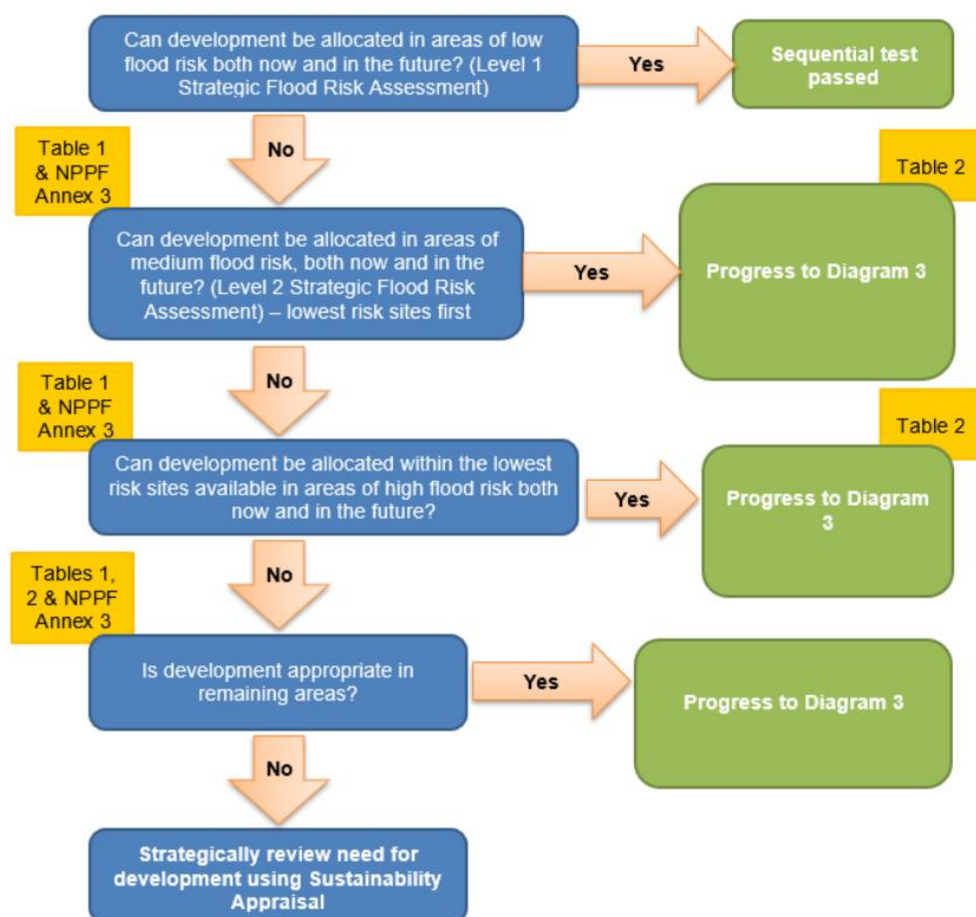 Can development be allocated in areas of low
flood risk both now and in the future? (Level 1
Strategic Flood Risk Assessment)
Yes
Sequential test
passed
No
Table 1
& NPPF
Annex 3
Table 2
Can development be allocated in areas of
medium flood risk, both now and in the
future? (Level 2 Strategic Flood Risk
Assessment) – lowest risk sites first
Yes
Progress to Diagram 3
No
Table 1
& NPPF
Annex 3
Table 2
Can development be allocated within the lowest
risk sites available in areas of high flood risk both
now and in the future?
Yes
Progress to Diagram
3
No
Tables 1,
2 & NPPF
Annex 3
Is development appropriate in
remaining areas?
Yes
Progress to Diagram 3
No
Strategically review need for
development using Sustainability
Appraisal